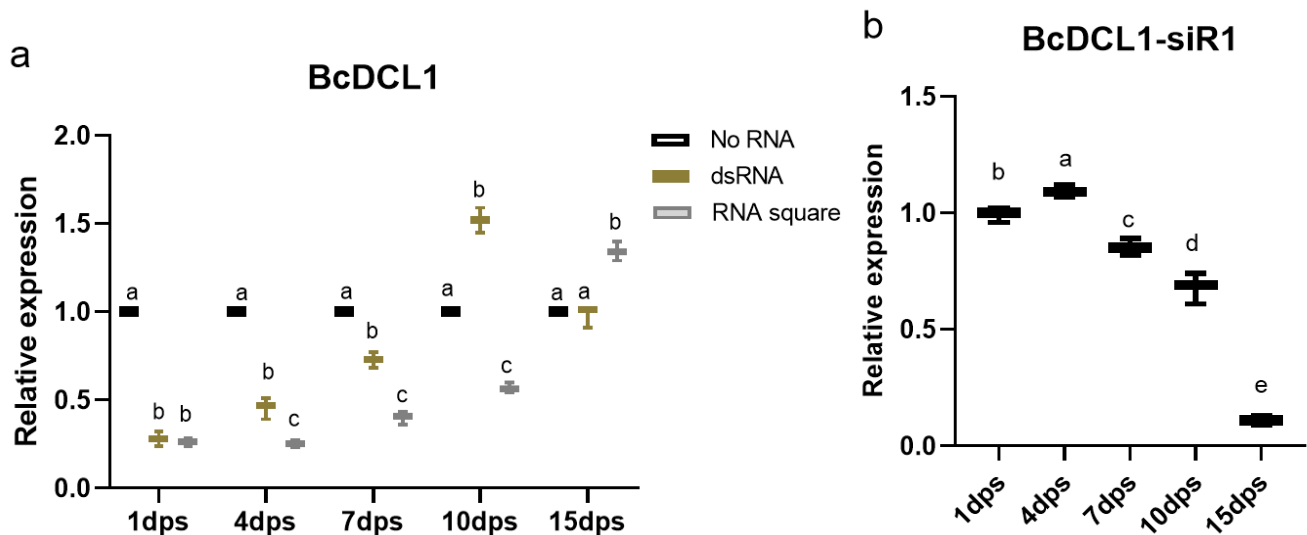 a
BcDCL1
Relative expression
2.0
1.5
1.0
0.5
0.0
a
b
b
a
b
c
a
b
c
a
b
c
a
a
b
1dps
4dps
7dps
10dps
15dps
No RNA
dsRNA
RNA square
b
BcDCL1-siR1
Relative expression
1.5
1.0
0.5
0.0
b
a
c
d
e
1dps
4dps
7dps
10dps
15dps